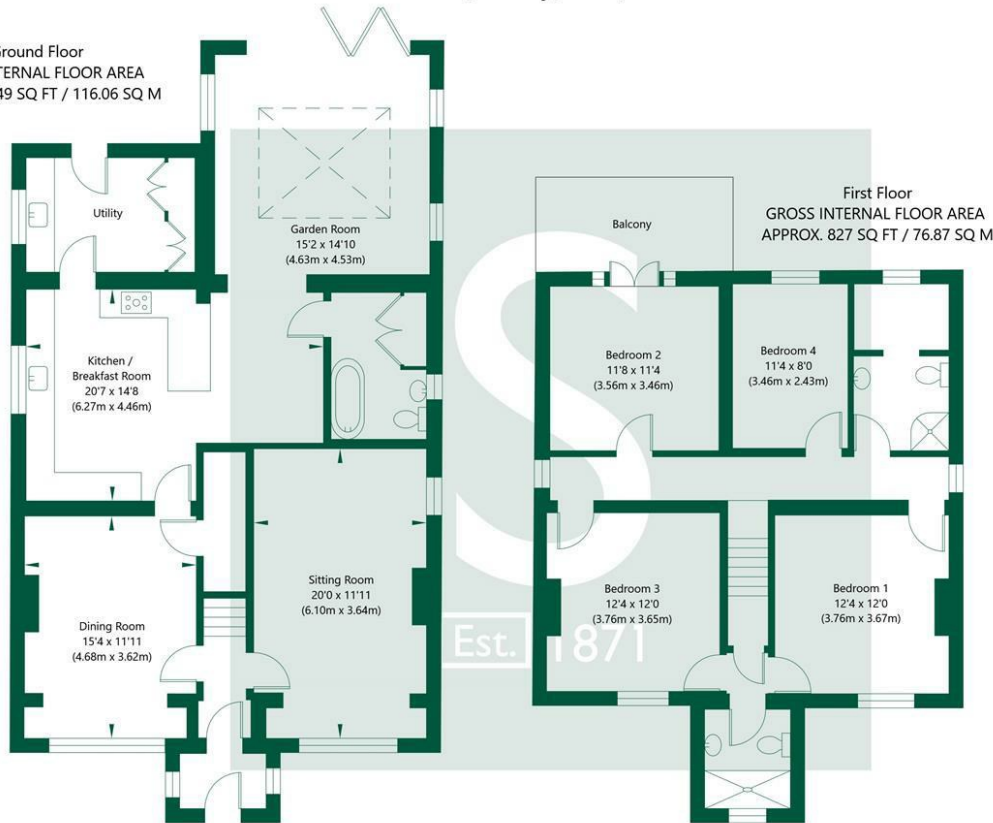 Ground Floor
TERNAL FLOOR AREA
49 SQ FT / 116.06 SQ M
Utility
Garden Room
15'2 x 14'10
(4.63m x 4.53m)
Kitchen /
Breakfast Room
20'7 x 14'8
(6.27m x 4.46m)
Sitting Room
20'0 x 11'11
(6.10m x 3.64m)
Dining Room
15'4 x 11'11
(4.68m x 3.62m)
First Floor
GROSS INTERNAL FLOOR AREA
APPROX. 827 SQ FT / 76.87 SQ M
Balcony
Bedroom 2
11'8 x 11'4
(3.56m x 3.46m)
Bedroom 4
11'4 x 8'0
(3.46m x 2.43m)
Bedroom 3
12'4 x 12'0
(3.76m x 3.65m)
Bedroom 1
12'4 x 12'0
(3.76m x 3.67m)
S
Est. 1871